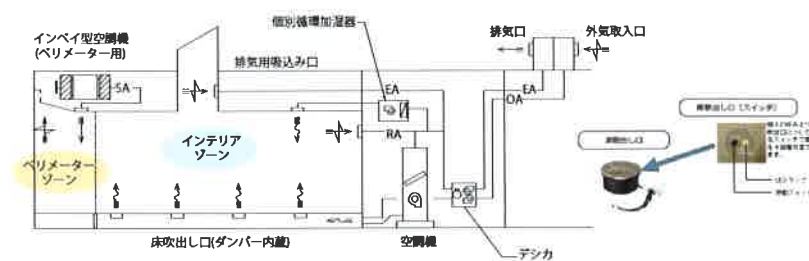 インベイ型空調機
(ペリメーター用)
個別循環加湿器
排気口
外気取入口
排気用吸込み口
SA
EA
EA
OA
RA
インテリア
ゾーン
ペリメーター
ゾーン
床吹出し口(ダンパー内蔵)
空調機
デシカ
床吹出し口
床吹出し口(スイッチ)